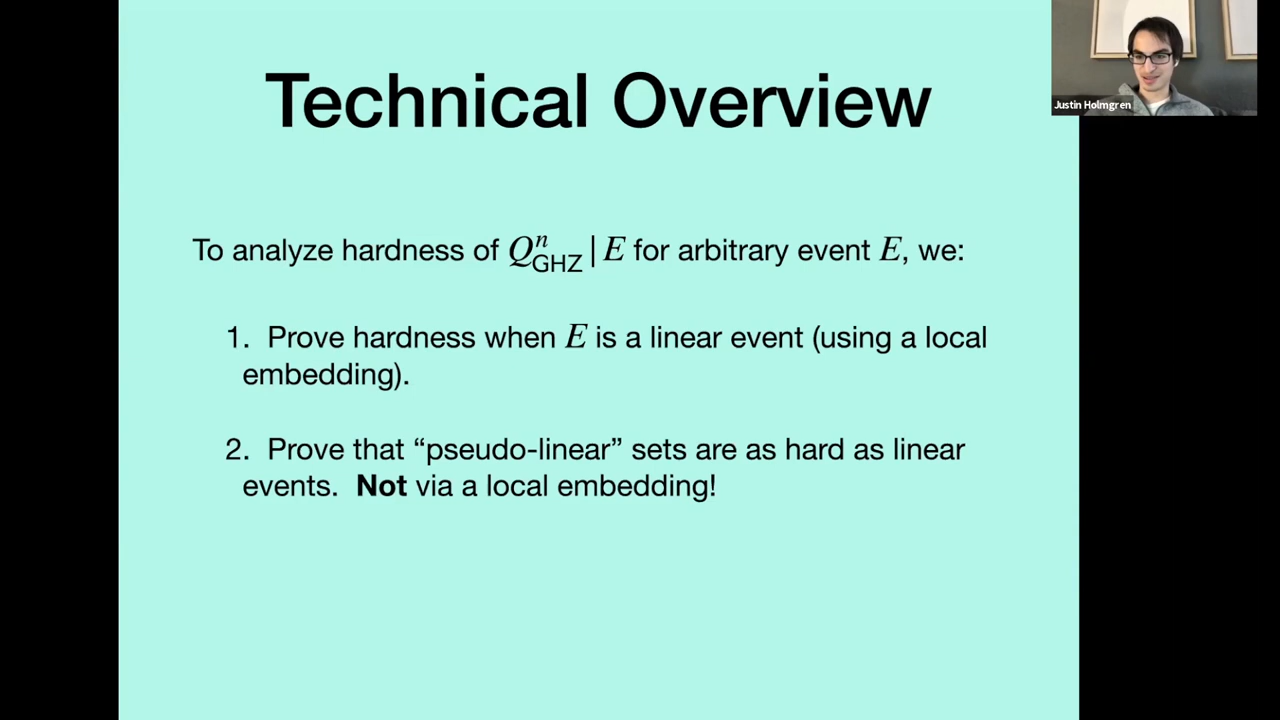 Technical Overview
Justin Holmgren
To analyze hardness of Q^n_GHZ | E for arbitrary event E, we:
1. Prove hardness when E is a linear event (using a local
embedding).
2. Prove that “pseudo-linear” sets are as hard as linear
events. Not via a local embedding!